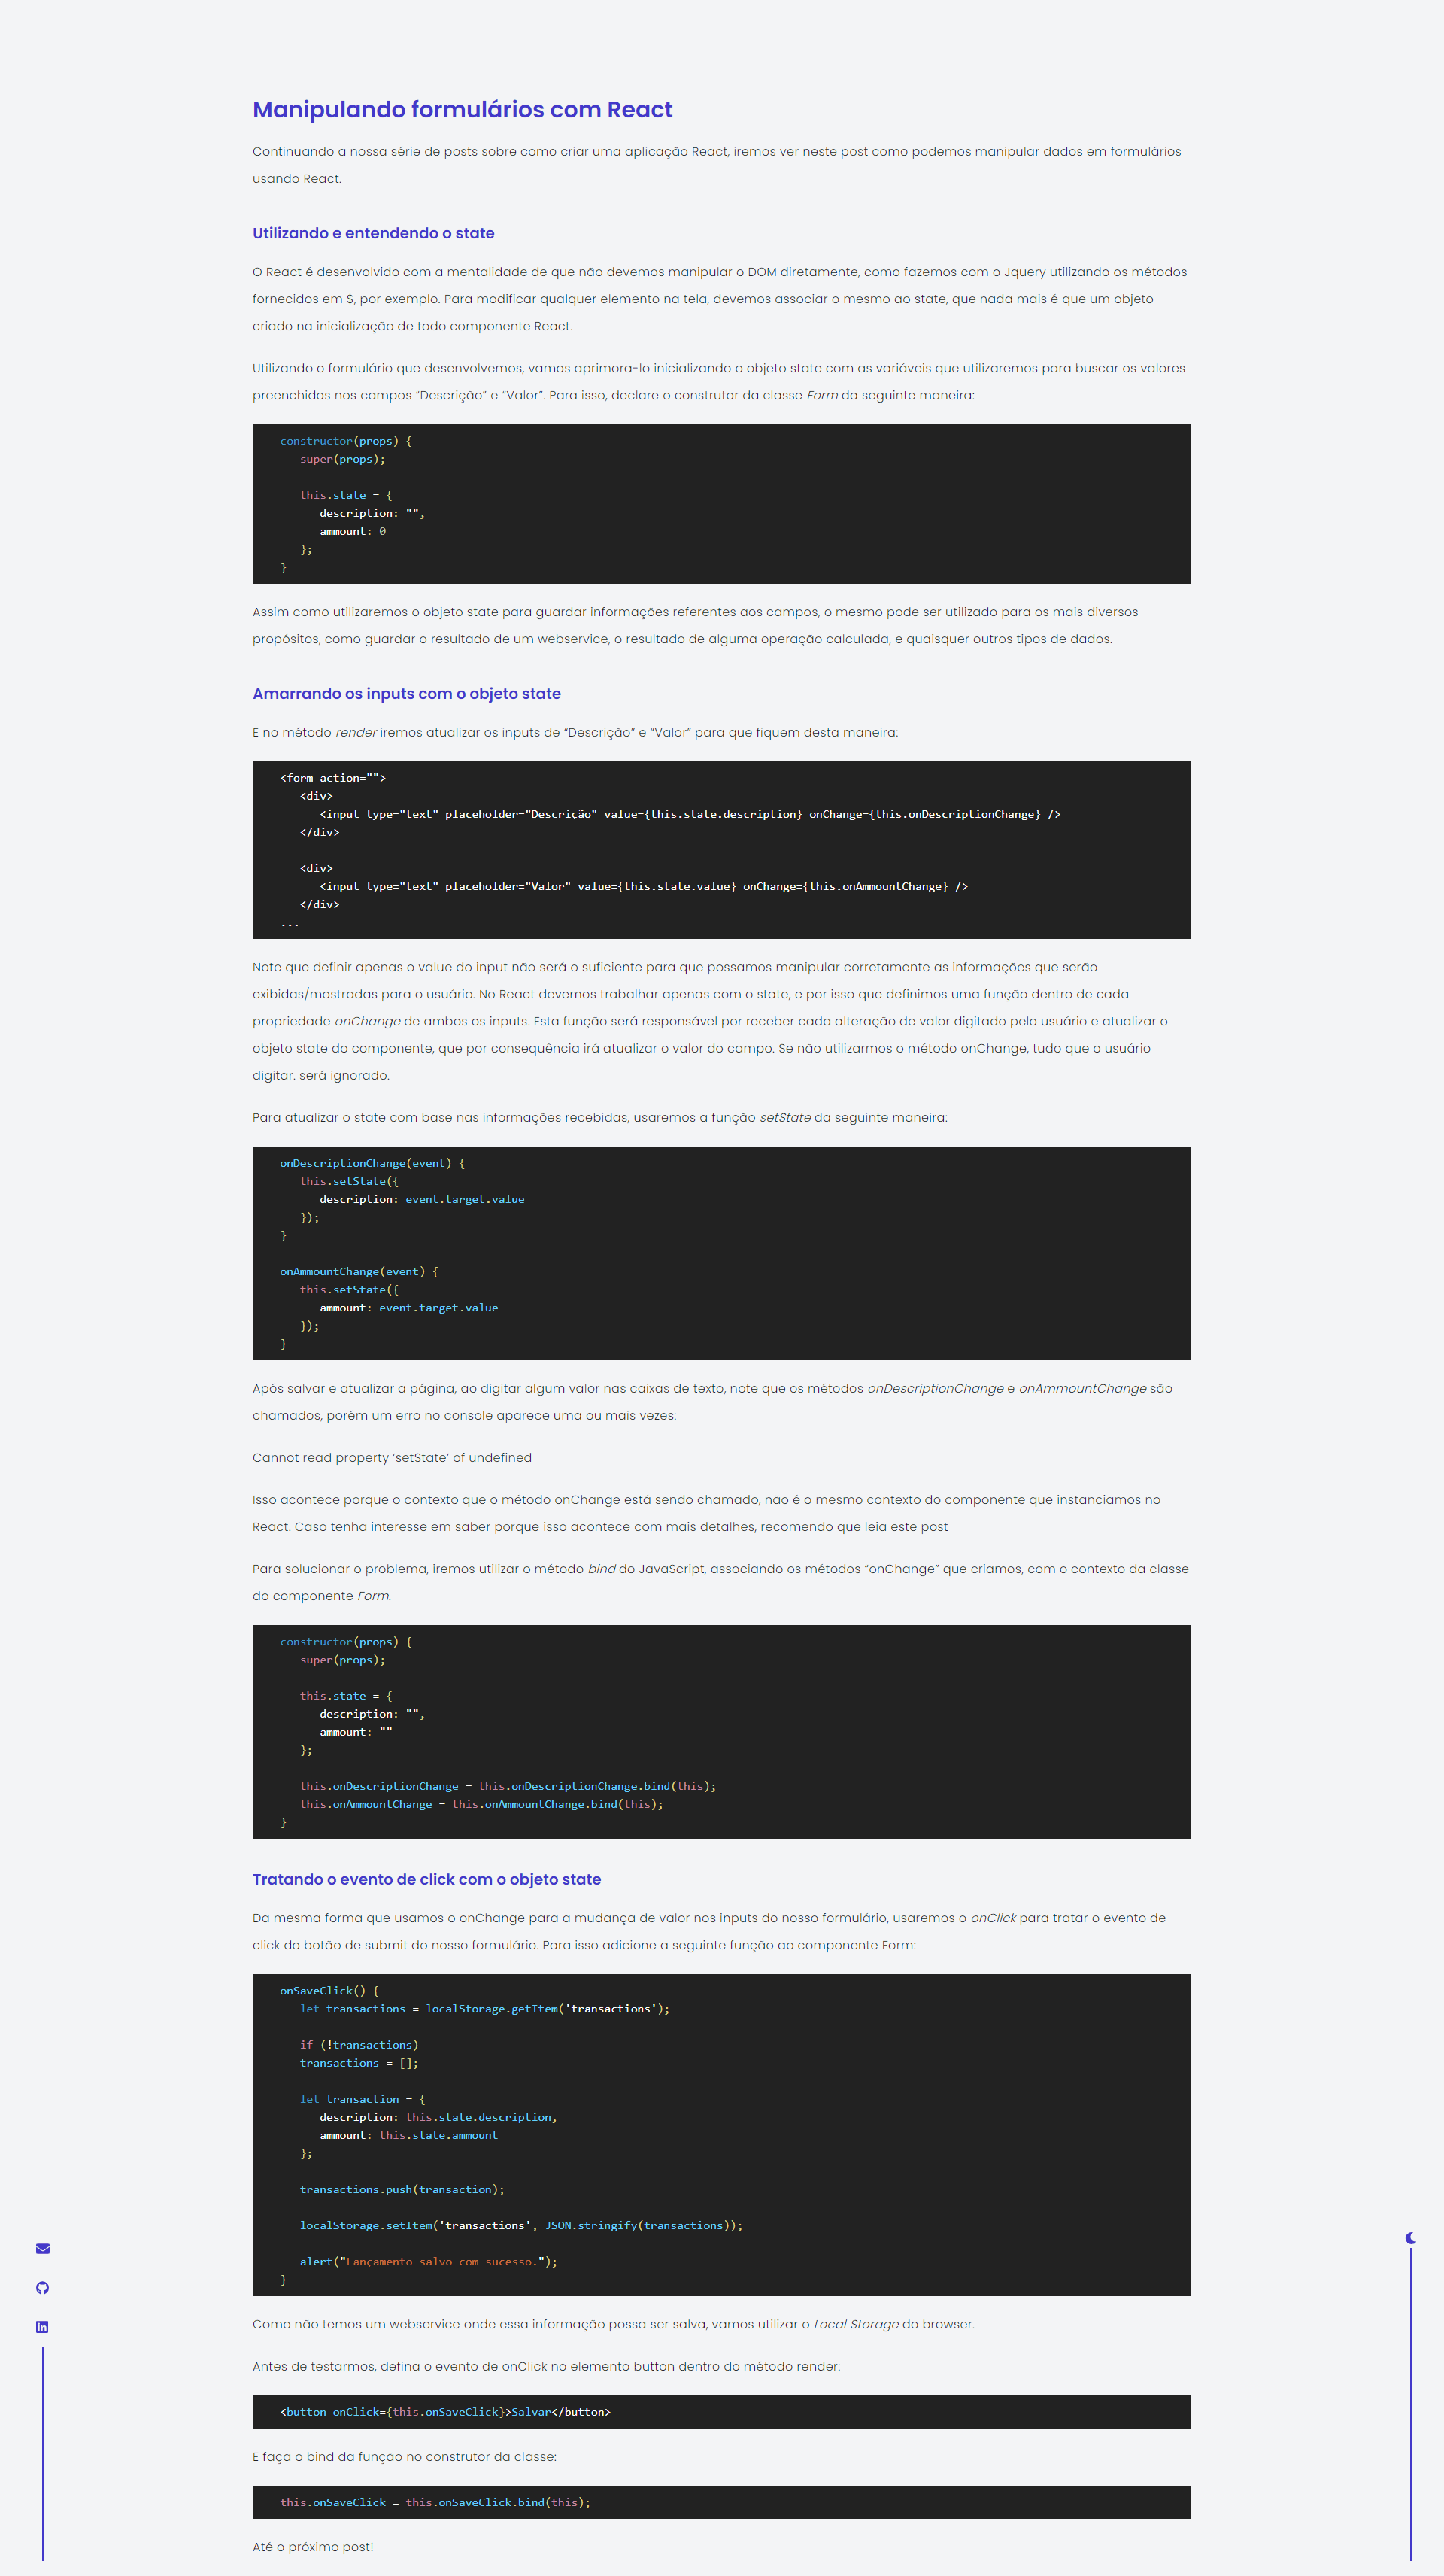 Manipulando formulários com React
Continuando a nossa série de posts sobre como criar uma aplicação React, iremos ver neste post como podemos manipular dados em formulários
usando React.
Utilizando e entendendo o state
O React é desenvolvido com a mentalidade de que não devemos manipular o DOM diretamente, como fazemos com o Jquery utilizando os métodos
fornecidos em $, por exemplo. Para modificar qualquer elemento na tela, devemos associar o mesmo ao state, que nada mais é que um objeto
criado na inicialização de todo componente React.
Utilizando o formulário que desenvolvemos, vamos aprimora-lo inicializando o objeto state com as variáveis que utilizaremos para buscar os valores
preenchidos nos campos “Descrição” e “Valor”. Para isso, declare o construtor da classe Form da seguinte maneira:
constructor(props) {
super(props);
this.state = {
description: "",
ammount: 0
};
}
Assim como utilizaremos o objeto state para guardar informações referentes aos campos, o mesmo pode ser utilizado para os mais diversos
propósitos, como guardar o resultado de um webservice, o resultado de alguma operação calculada, e quaisquer outros tipos de dados.
Amarrando os inputs com o objeto state
E no método render iremos atualizar os inputs de “Descrição” e “Valor” para que fiquem desta maneira:
<form action="">
<div>
<input type="text" placeholder="Descrição" value={this.state.description} onChange={this.onDescriptionChange} />
</div>
<div>
<input type="text" placeholder="Valor" value={this.state.value} onChange={this.onAmmountChange} />
</div>
...
Note que definir apenas o value do input não será o suficiente para que possamos manipular corretamente as informações que serão
exibidas/mostradas para o usuário. No React devemos trabalhar apenas com o state, e por isso que definimos uma função dentro de cada
propriedade onChange de ambos os inputs. Esta função será responsável por receber cada alteração de valor digitado pelo usuário e atualizar o
objeto state do componente, que por consequência irá atualizar o valor do campo. Se não utilizarmos o método onChange, tudo que o usuário
digitar. será ignorado.
Para atualizar o state com base nas informações recebidas, usaremos a função setState da seguinte maneira:
onDescriptionChange(event) {
this.setState({
description: event.target.value
});
}
onAmmountChange(event) {
this.setState({
ammount: event.target.value
});
}
Após salvar e atualizar a página, ao digitar algum valor nas caixas de texto, note que os métodos onDescriptionChange e onAmmountChange são
chamados, porém um erro no console aparece uma ou mais vezes:
Cannot read property ‘setState’ of undefined
Isso acontece porque o contexto que o método onChange está sendo chamado, não é o mesmo contexto do componente que instanciamos no
React. Caso tenha interesse em saber porque isso acontece com mais detalhes, recomendo que leia este post
Para solucionar o problema, iremos utilizar o método bind do JavaScript, associando os métodos “onChange” que criamos, com o contexto da classe
do componente Form.
constructor(props) {
super(props);
this.state = {
description: "",
ammount: ""
};
this.onDescriptionChange = this.onDescriptionChange.bind(this);
this.onAmmountChange = this.onAmmountChange.bind(this);
}
Tratando o evento de click com o objeto state
Da mesma forma que usamos o onChange para a mudança de valor nos inputs do nosso formulário, usaremos o onClick para tratar o evento de
click do botão de submit do nosso formulário. Para isso adicione a seguinte função ao componente Form:
onSaveClick() {
let transactions = localStorage.getItem('transactions');
if (!transactions)
transactions = [];
let transaction = {
description: this.state.description,
ammount: this.state.ammount
};
transactions.push(transaction);
localStorage.setItem('transactions', JSON.stringify(transactions));
alert("Lançamento salvo com sucesso.");
}
Como não temos um webservice onde essa informação possa ser salva, vamos utilizar o Local Storage do browser.
Antes de testarmos, defina o evento de onClick no elemento button dentro do método render:
<button onClick={this.onSaveClick}>Salvar</button>
E faça o bind da função no construtor da classe:
this.onSaveClick = this.onSaveClick.bind(this);
Até o próximo post!